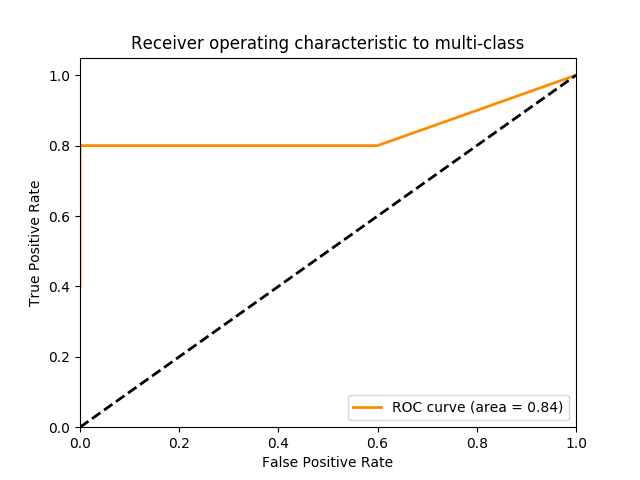 Receiver operating characteristic to multi-class
True Positive Rate
1.0
0.8
0.6
0.4
0.2
0.0
0.0 0.2 0.4 0.6 0.8 1.0
False Positive Rate
ROC curve (area = 0.84)